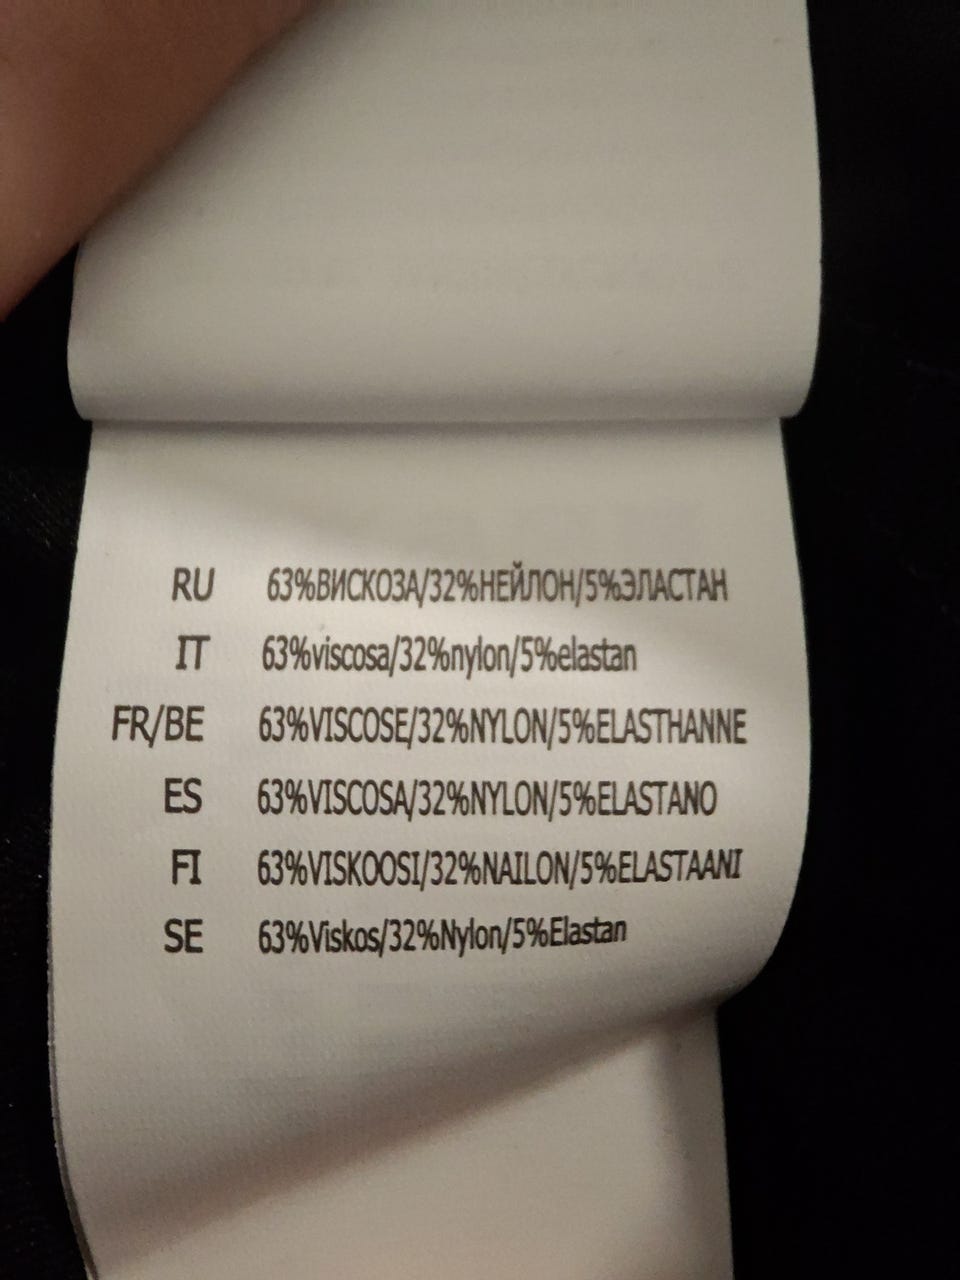 RU 63%ВИСКОЗА/32%НЕЙЛОН/5%ЭЛАСТАН
IT 63%viscosa/32%nylon/5%elastan
FR/BE 63%VISCOSE/32%NYLON/5%ELASTHANNE
ES 63%VISCOSA/32%NYLON/5%ELASTANO
FI 63%VISKOOSI/32%NAILON/5%ELASTAANI
SE 63%Viskos/32%Nylon/5%Elastan